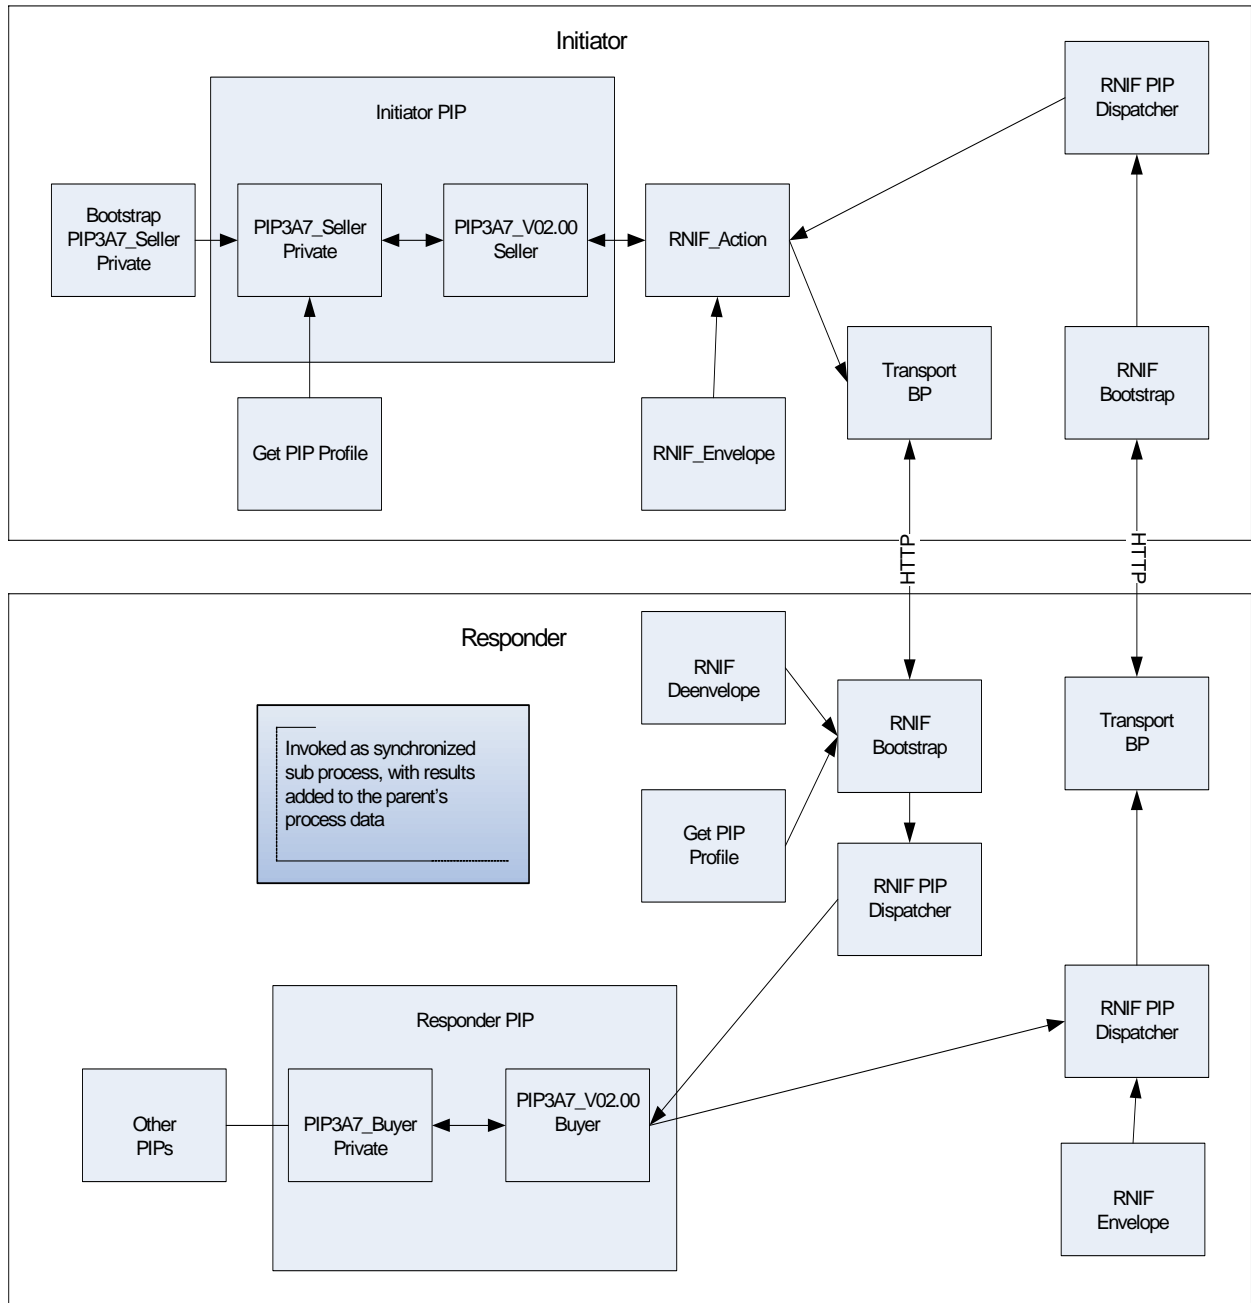 Initiator
RNIF PIP
Dispatcher
Initiator PIP
Bootstrap
PIP3A7_Seller
Private
PIP3A7_Seller
Private
PIP3A7_V02.00
Seller
RNIF_Action
Transport
BP
RNIF
Bootstrap
Get PIP Profile
RNIF_Envelope
HTTP
HTTP
Responder
RNIF
Deenvelope
RNIF
Bootstrap
Transport
BP
Invoked as synchronized
sub process, with results
added to the parent's
process data
Get PIP
Profile
RNIF PIP
Dispatcher
Responder PIP
RNIF PIP
Dispatcher
Other
PIPs
PIP3A7_Buyer
Private
PIP3A7_V02.00
Buyer
RNIF
Envelope